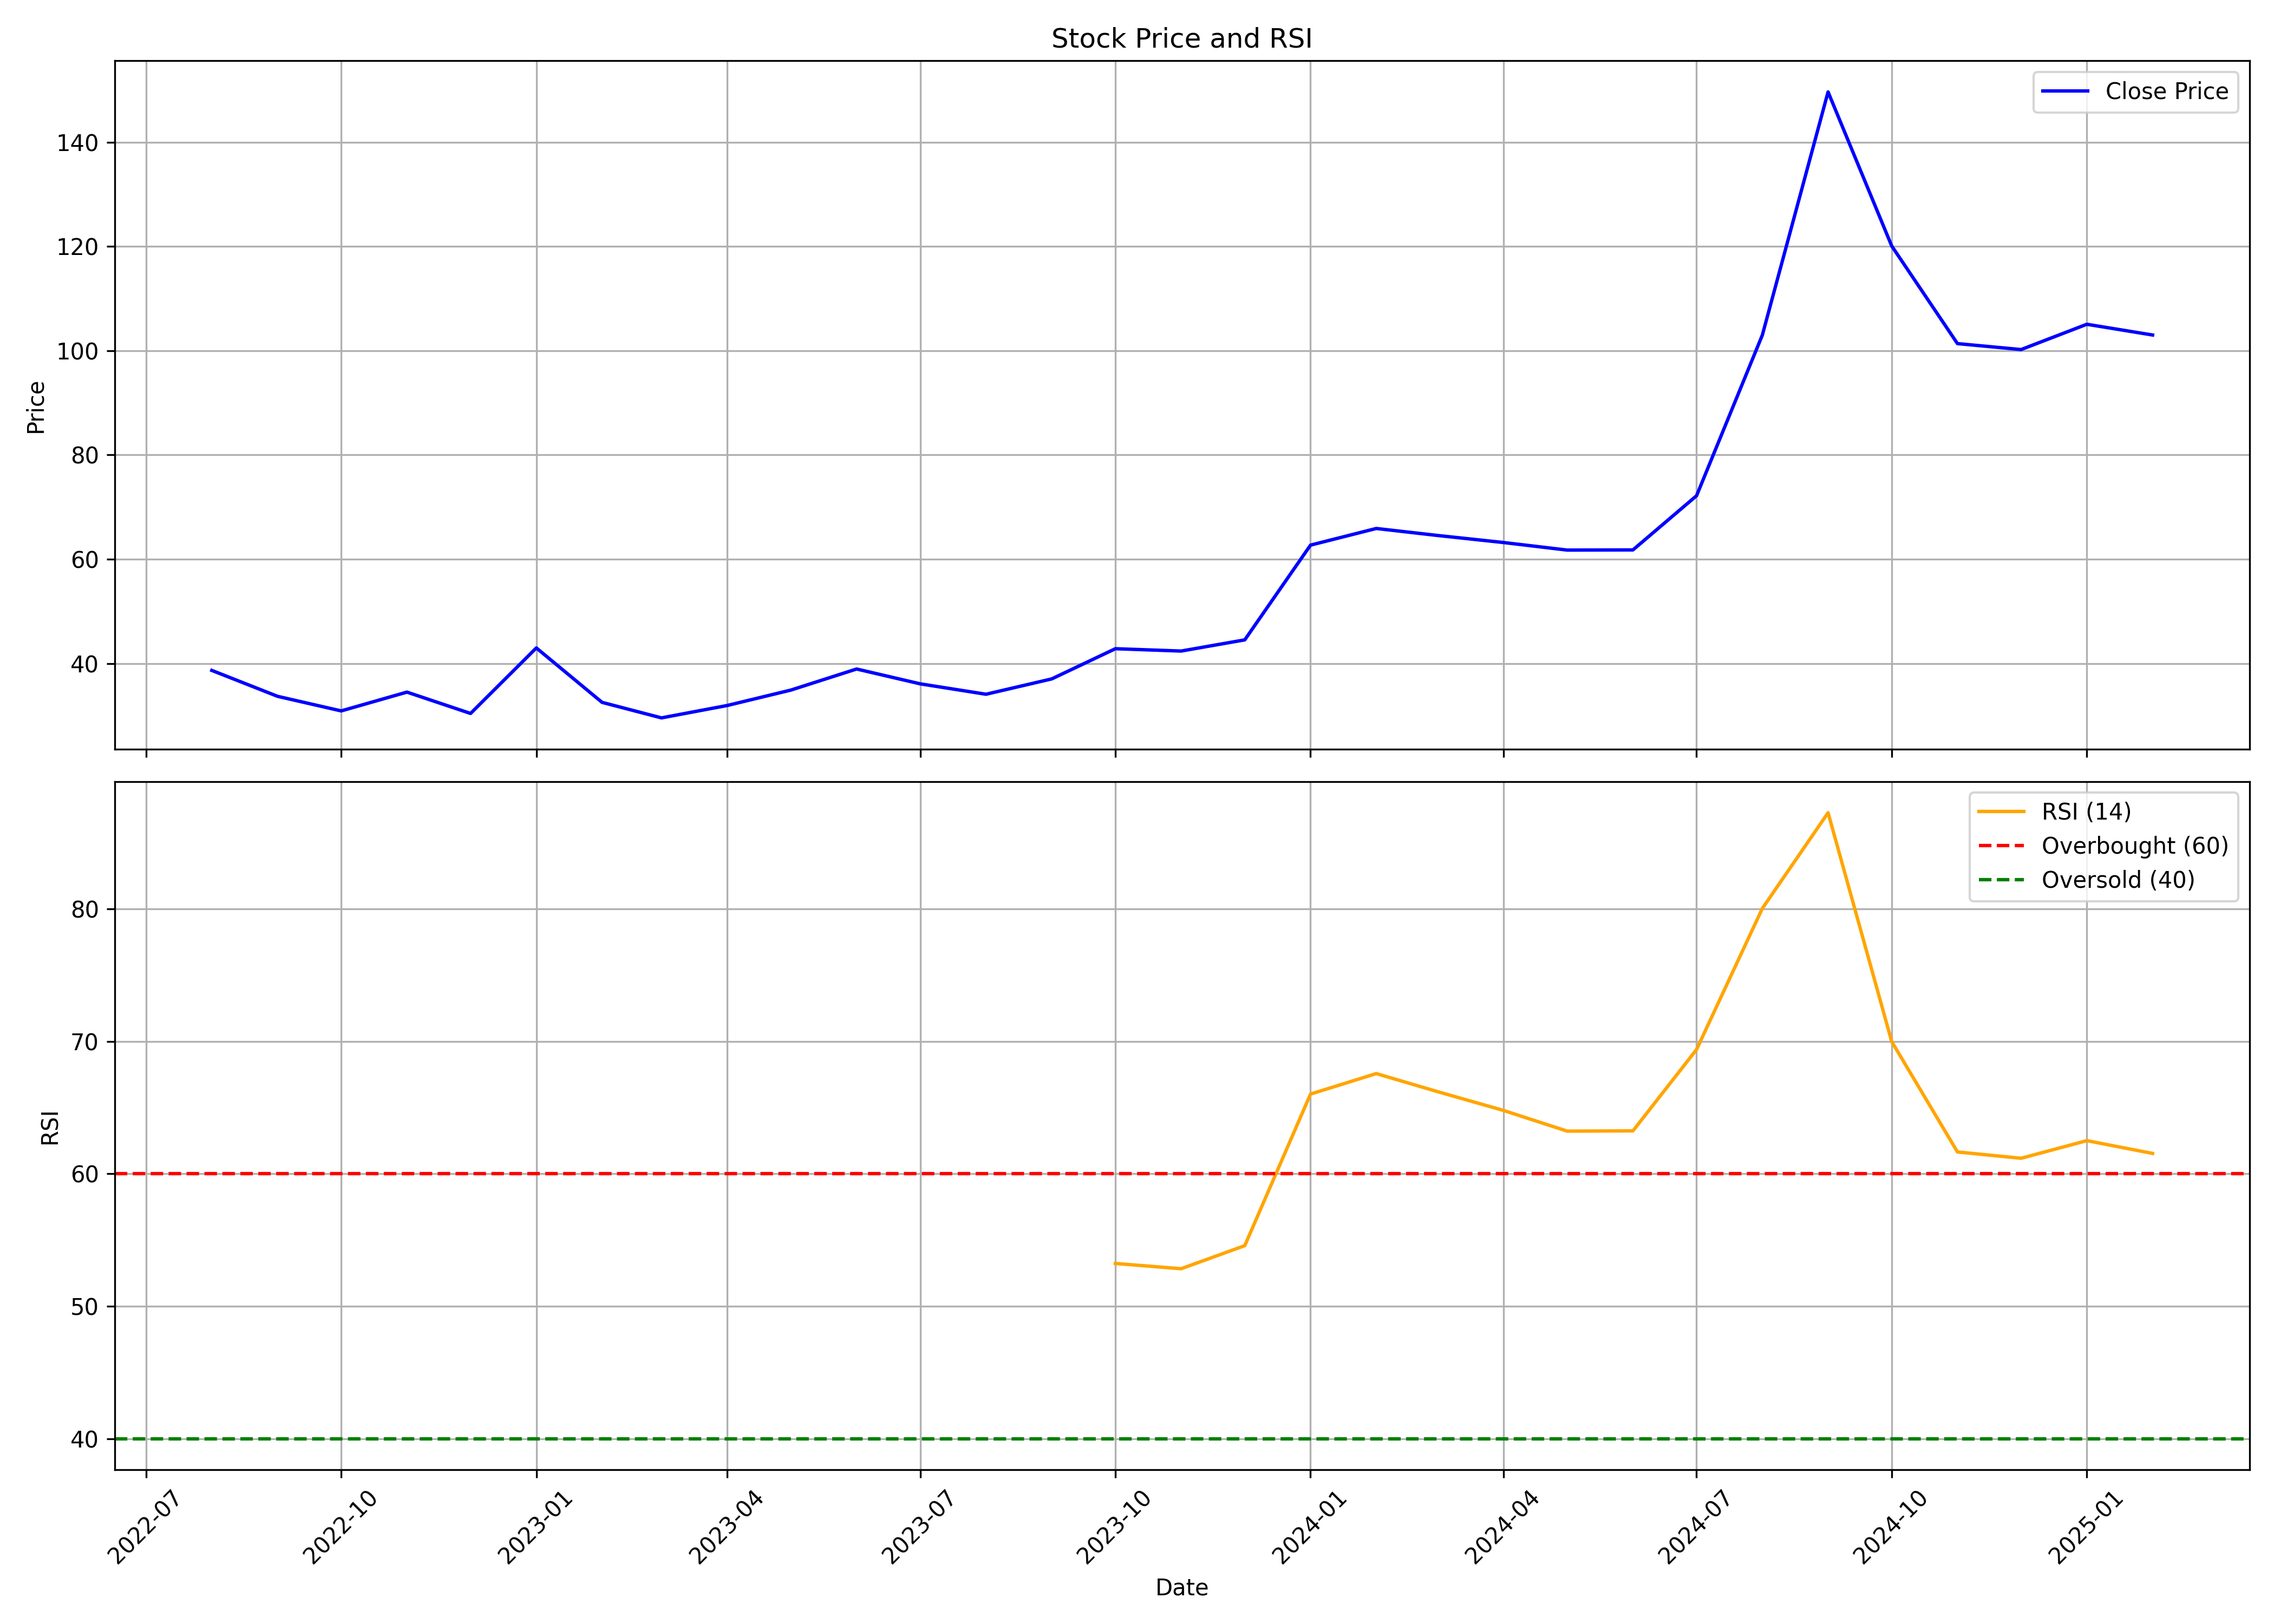 Stock Price and RSI
Close Price
140
120
100
80
60
40
Price
RSI (14)
Overbought (60)
Oversold (40)
80
70
60
50
40
RSI
2022-07
2022-10
2023-01
2023-04
2023-07
2023-10
2024-01
2024-04
2024-07
2024-10
2025-01
Date